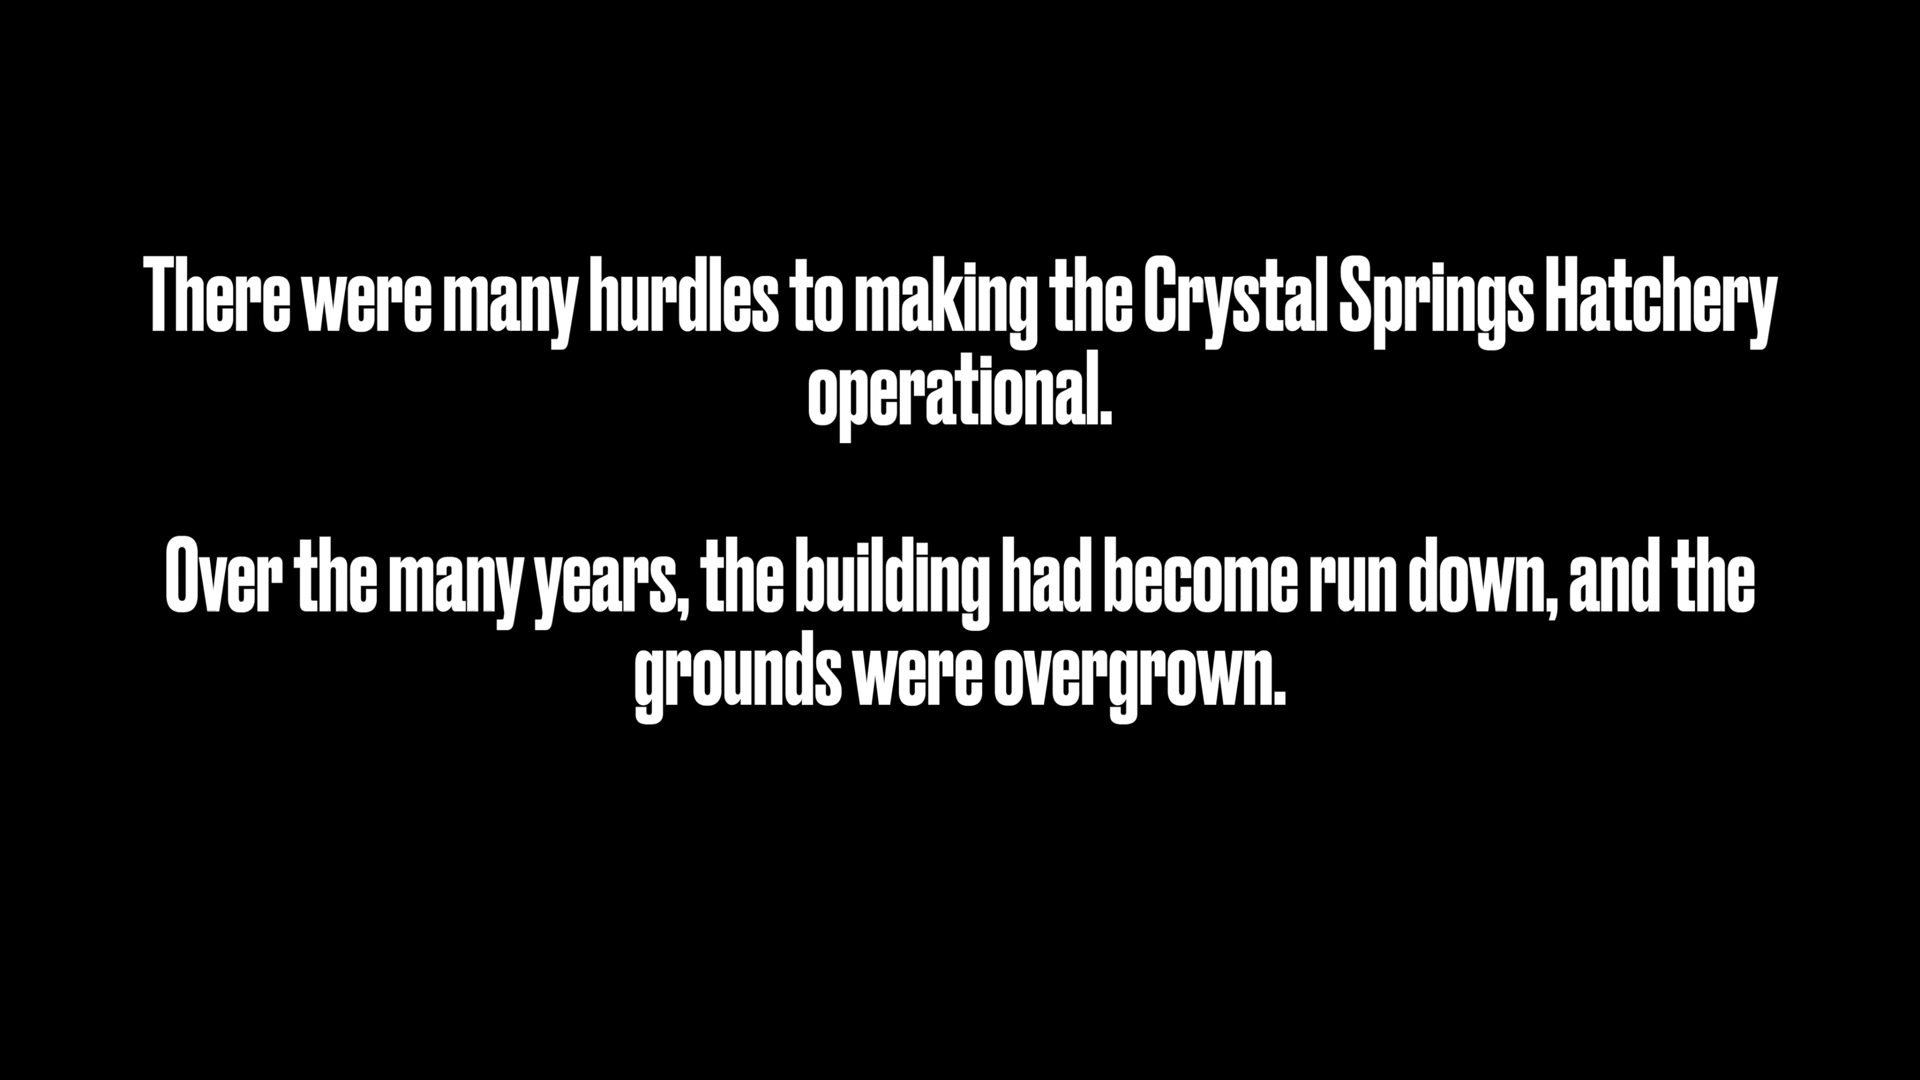 There were many hurdles to making the Crystal Springs Hatchery
operational.
Over the many years, the building had become run down, and the
grounds were overgrown.